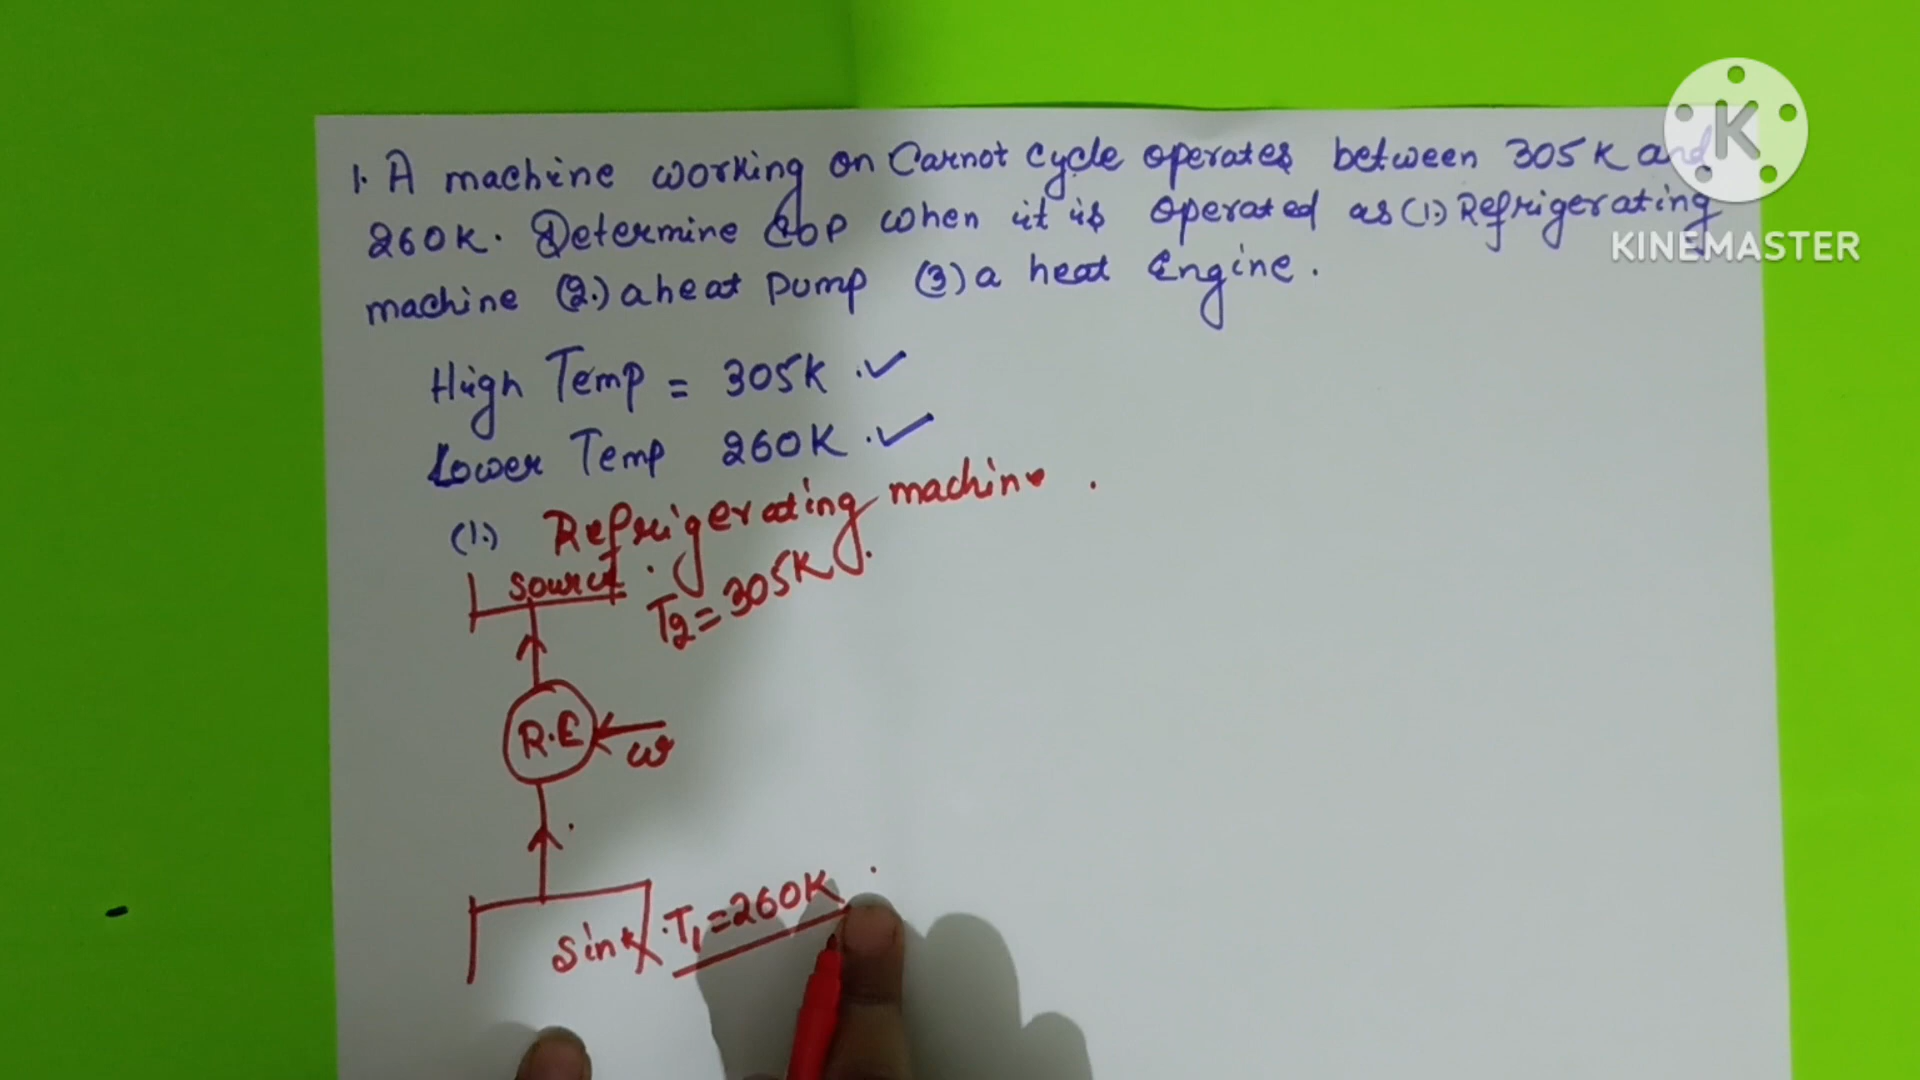 1. A machine working on Carnot cycle operates between 305K and
260K. Determine COP when it is operated as (1.) Refrigerating
machine (2.) a heat pump (3) a heat Engine.
High Temp = 305K.
Lower Temp 260K.
(1.) Refrigerating machine.
source.
T2 = 305K
R.E
w
sink
T1 = 260K
K
KINEMASTER